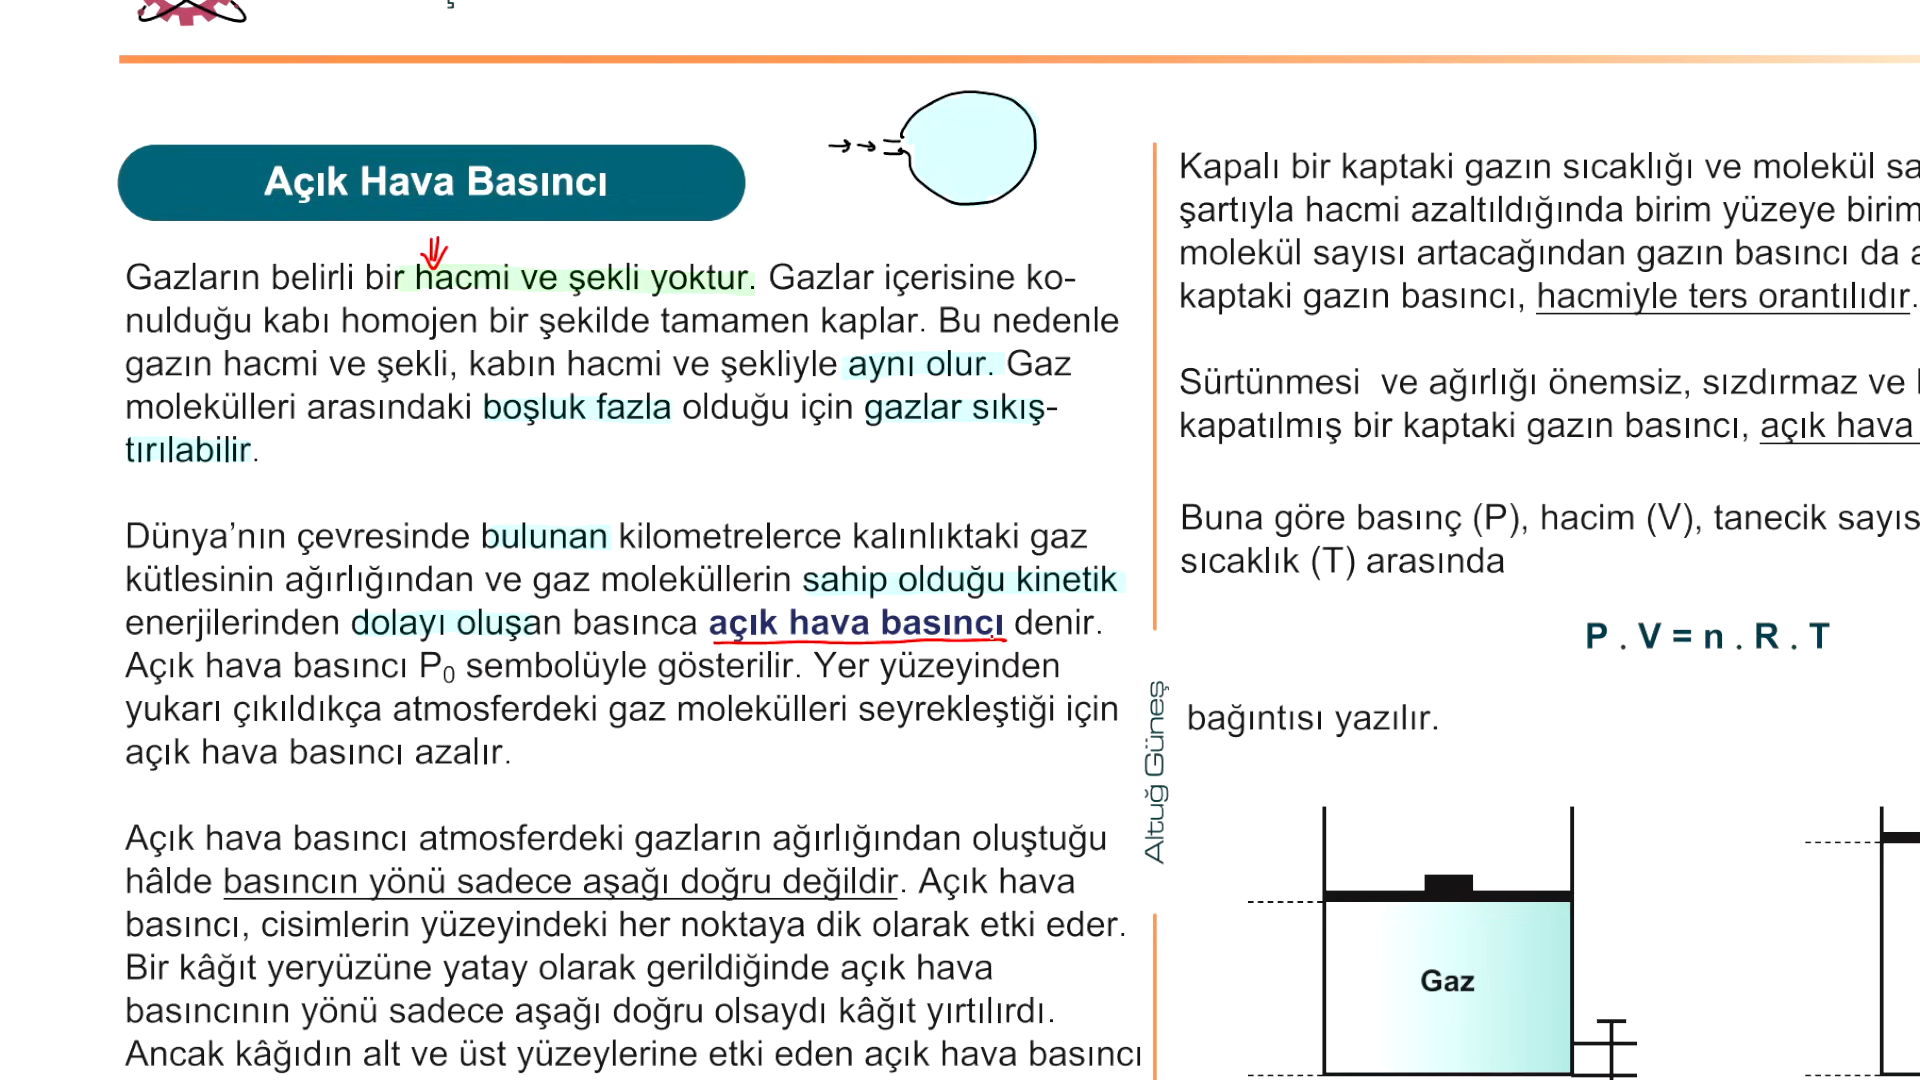 Açık Hava Basıncı
Gazların belirli bir hacmi ve şekli yoktur. Gazlar içerisine ko-
nulduğu kabı homojen bir şekilde tamamen kaplar. Bu nedenle
gazın hacmi ve şekli, kabın hacmi ve şekliyle aynı olur. Gaz
molekülleri arasındaki boşluk fazla olduğu için gazlar sıkış-
tırılabilir.
Dünya’nın çevresinde bulunan kilometrelerce kalınlıktaki gaz
kütlesinin ağırlığından ve gaz moleküllerin sahip olduğu kinetik
enerjilerinden dolayı oluşan basınca açık hava basıncı denir.
Açık hava basıncı P₀ sembolüyle gösterilir. Yer yüzeyinden
yukarı çıkıldıkça atmosferdeki gaz molekülleri seyrekleştiği için
açık hava basıncı azalır.
Açık hava basıncı atmosferdeki gazların ağırlığından oluştuğu
hâlde basıncın yönü sadece aşağı doğru değildir. Açık hava
basıncı, cisimlerin yüzeyindeki her noktaya dik olarak etki eder.
Bir kâğıt yeryüzüne yatay olarak gerildiğinde açık hava
basıncının yönü sadece aşağı doğru olsaydı kâğıt yırtılırdı.
Ancak kâğıdın alt ve üst yüzeylerine etki eden açık hava basıncı
Altuğ Güneş
Kapalı bir kaptaki gazın sıcaklığı ve molekül
şartıyla hacmi azaltıldığında birim yüzeye birim
molekül sayısı artacağından gazın basıncı da
kaptaki gazın basıncı, hacmiyle ters orantılıdır.
Sürtünmesi ve ağırlığı önemsiz, sızdırmaz ve
kapatılmış bir kaptaki gazın basıncı, açık hava
Buna göre basınç (P), hacim (V), tanecik
sıcaklık (T) arasında
P . V = n . R . T
bağıntısı yazılır.
Gaz